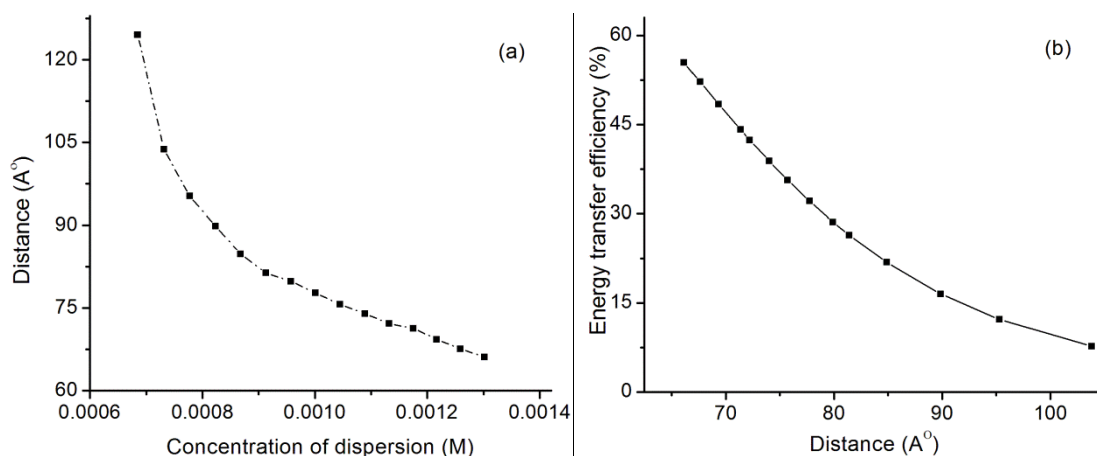 (a)
Distance (A°)
120
105
90
75
60
0.0006 0.0008 0.0010 0.0012 0.0014
Concentration of dispersion (M)
(b)
Energy transfer efficiency (%)
60
45
30
15
0
70 80 90 100
Distance (A°)